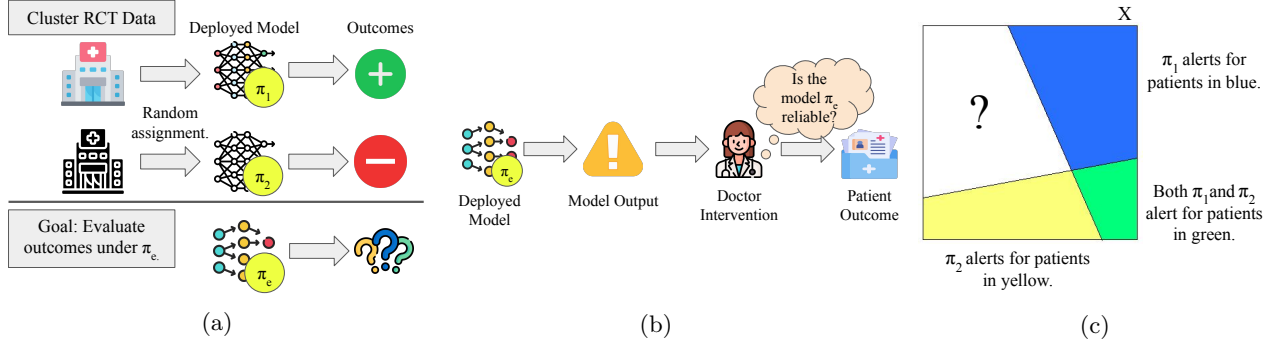 Cluster RCT Data
Deployed Model
Outcomes
π1
Random
assignment.
π2
Goal: Evaluate
outcomes under πe.
πe
(a)
Is the
model πe
reliable?
πe
Deployed
Model
Model Output
Doctor
Intervention
Patient
Outcome
(b)
X
?
π1 alerts for
patients in blue.
Both π1 and π2
alert for patients
in green.
π2 alerts for patients
in yellow.
(c)